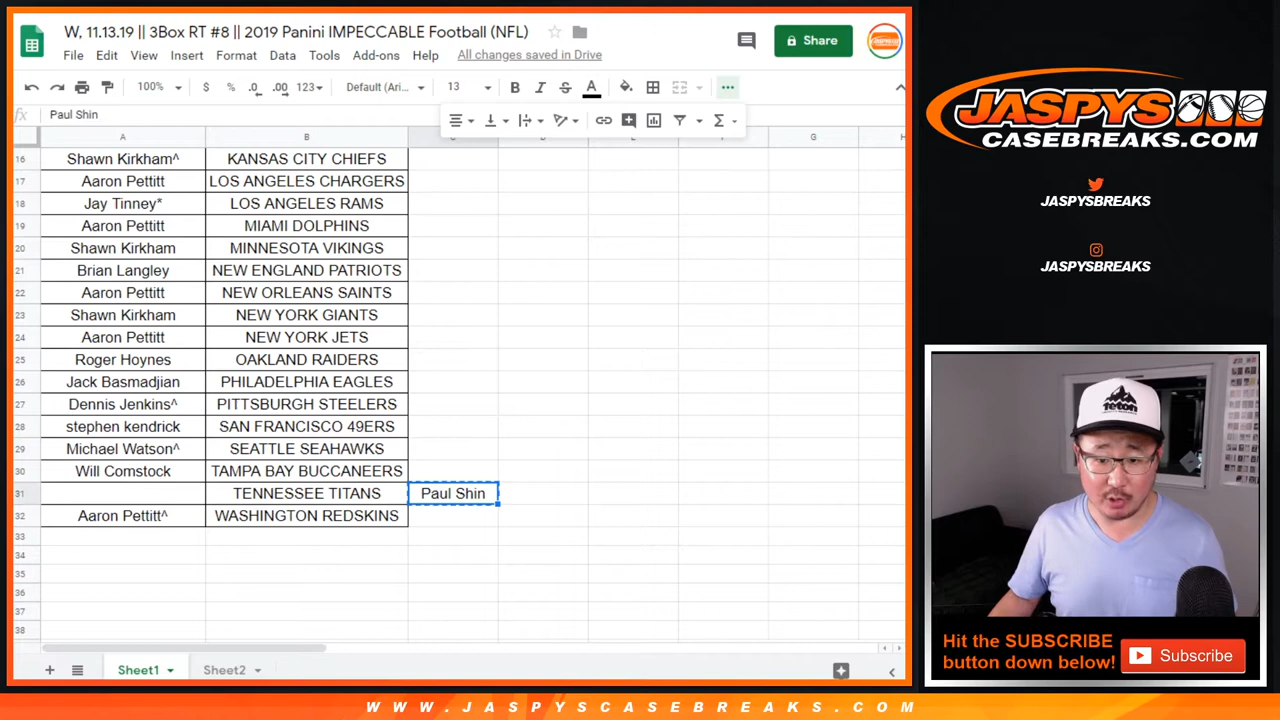 W, 11.13.19 || 3Box RT #8 || 2019 Panini IMPECCABLE Football (NFL)
File Edit View Insert Format Data Tools Add-ons Help All changes saved in Drive
Share
100% $ % .0 .00 123 Default (Ari... 13 B I S A
fx Paul Shin
A B G
16 Shawn Kirkham^ KANSAS CITY CHIEFS
17 Aaron Pettitt LOS ANGELES CHARGERS
18 Jay Tinney* LOS ANGELES RAMS
19 Aaron Pettitt MIAMI DOLPHINS
20 Shawn Kirkham MINNESOTA VIKINGS
21 Brian Langley NEW ENGLAND PATRIOTS
22 Aaron Pettitt NEW ORLEANS SAINTS
23 Shawn Kirkham NEW YORK GIANTS
24 Aaron Pettitt NEW YORK JETS
25 Roger Hoynes OAKLAND RAIDERS
26 Jack Basmadjian PHILADELPHIA EAGLES
27 Dennis Jenkins^ PITTSBURGH STEELERS
28 stephen kendrick SAN FRANCISCO 49ERS
29 Michael Watson^ SEATTLE SEAHAWKS
30 Will Comstock TAMPA BAY BUCCANEERS
31 TENNESSEE TITANS Paul Shin
32 Aaron Pettitt^ WASHINGTON REDSKINS
33
34
35
36
37
38
Sheet1 Sheet2
JASPYS
CASEBREAKS.COM
JASPYSBREAKS
JASPYSBREAKS
TETON
Hit the SUBSCRIBE
button down below!
Subscribe
WWW.JASPYSCASEBREAKS.COM